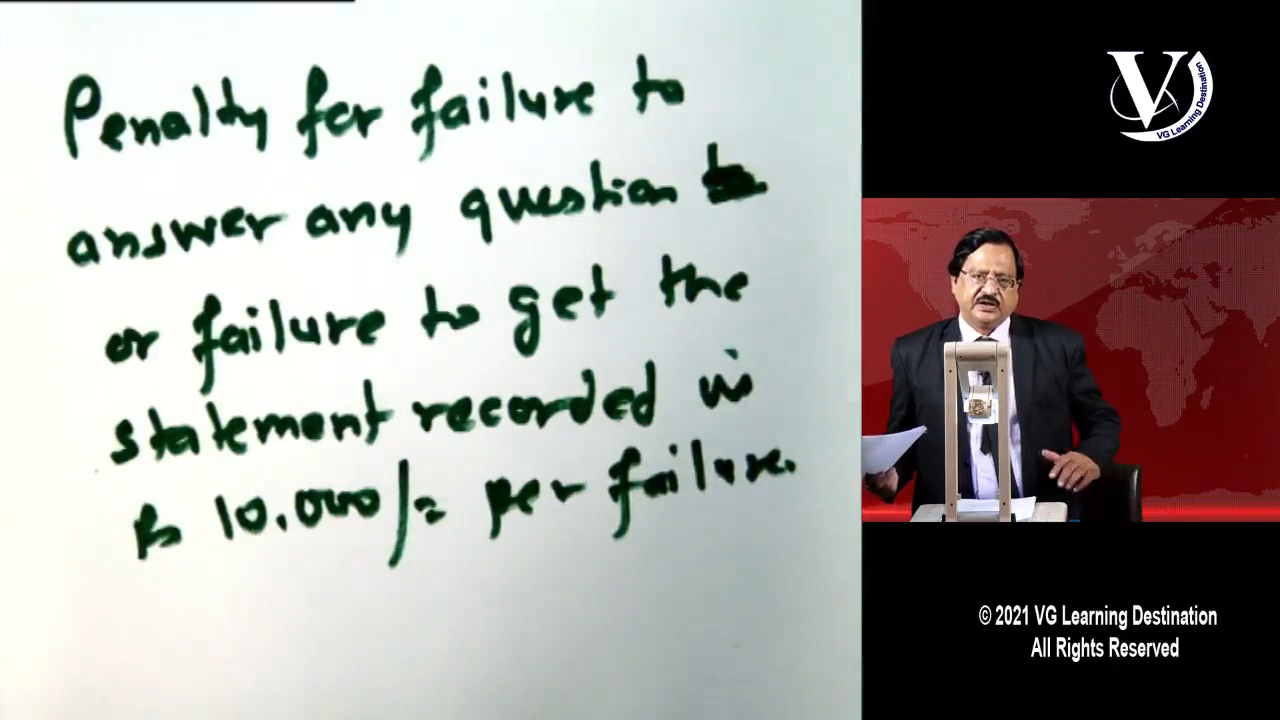 Penalty for failure to
answer any question
or failure to get the
statement recorded is
Rs 10,000/= per failure.
V
VG Learning Destination
© 2021 VG Learning Destination
All Rights Reserved